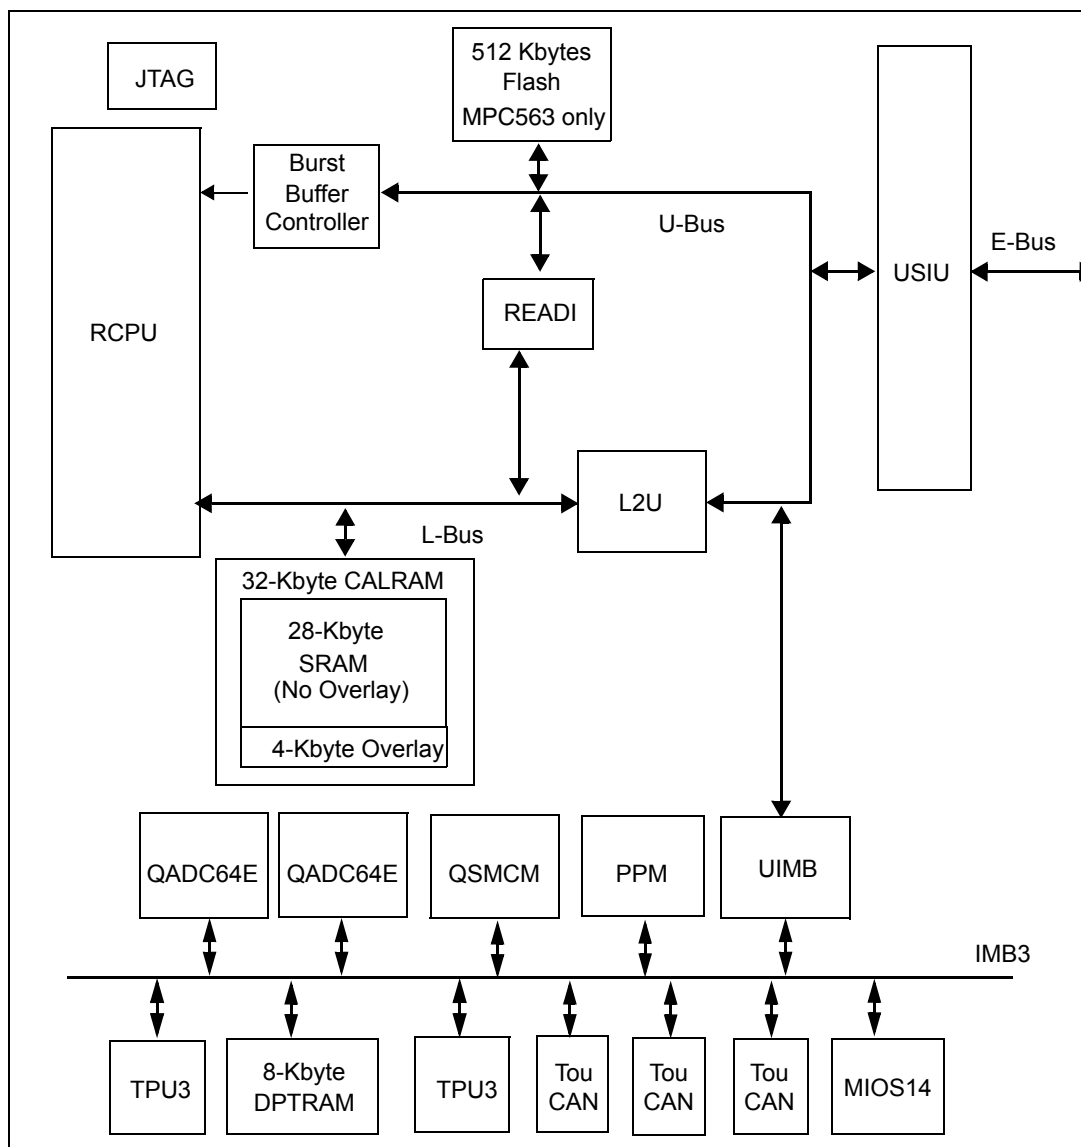 512 Kbytes
Flash
MPC563 only
JTAG
Burst
Buffer
Controller
U-Bus
E-Bus
USIU
READI
RCPU
L2U
L-Bus
32-Kbyte CALRAM
28-Kbyte
SRAM
(No Overlay)
4-Kbyte Overlay
QADC64E
QADC64E
QSMCM
PPM
UIMB
IMB3
TPU3
8-Kbyte
DPTRAM
TPU3
Tou
CAN
Tou
CAN
Tou
CAN
MIOS14